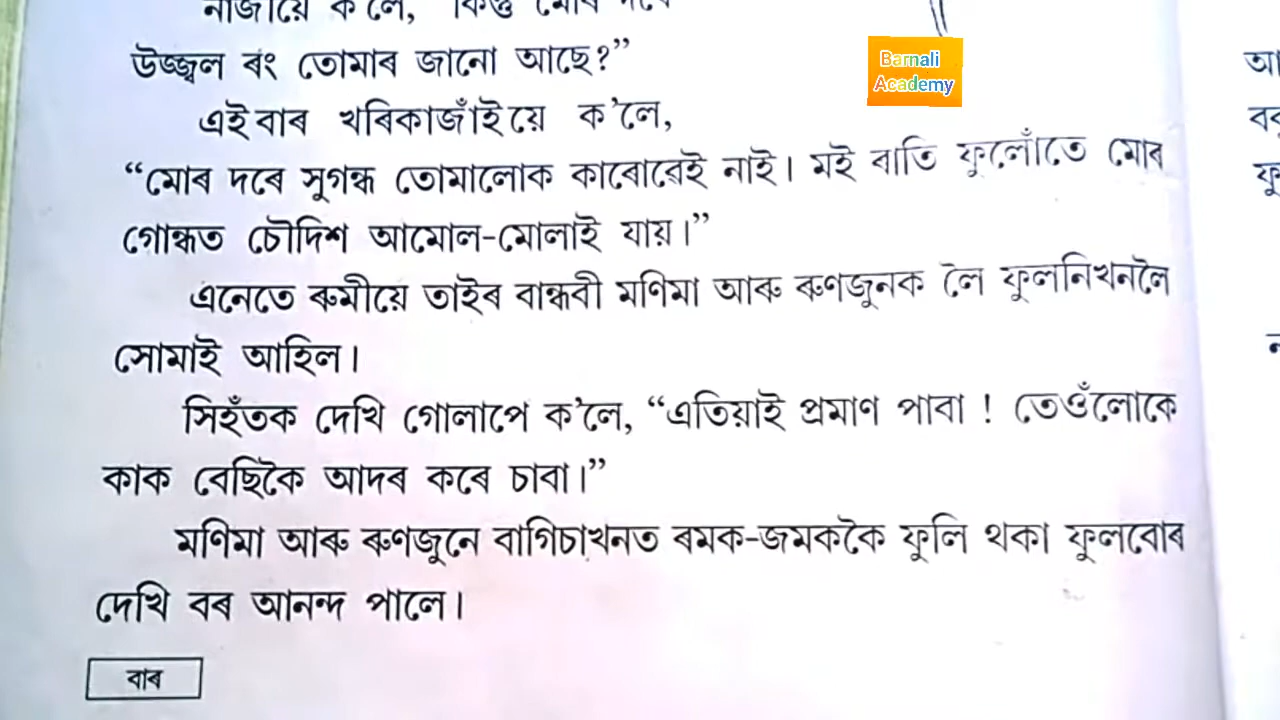 উজ্জ্বল ৰং তোমাৰ জানো আছে?”
Barnali
Academy
এইবাৰ খৰিকাজাঁইয়ে ক’লে,
“মোৰ দৰে সুগন্ধ তোমালোক কাৰোৱেই নাই। মই ৰাতি ফুলোঁতে মোৰ
গোন্ধত চৌদিশ আমোল-মোলাই যায়।”
এনেতে ৰুমীয়ে তাইৰ বান্ধবী মণিমা আৰু ৰুণজুনক লৈ ফুলনিখনলৈ
সোমাই আহিল।
সিহঁতক দেখি গোলাপে ক’লে, “এতিয়াই প্ৰমাণ পাবা ! তেওঁলোকে
কাক বেছিকৈ আদৰ কৰে চাবা।”
মণিমা আৰু ৰুণজুনে বাগিচাখনত ৰমক-জমককৈ ফুলি থকা ফুলবোৰ
দেখি বৰ আনন্দ পালে।
বাৰ